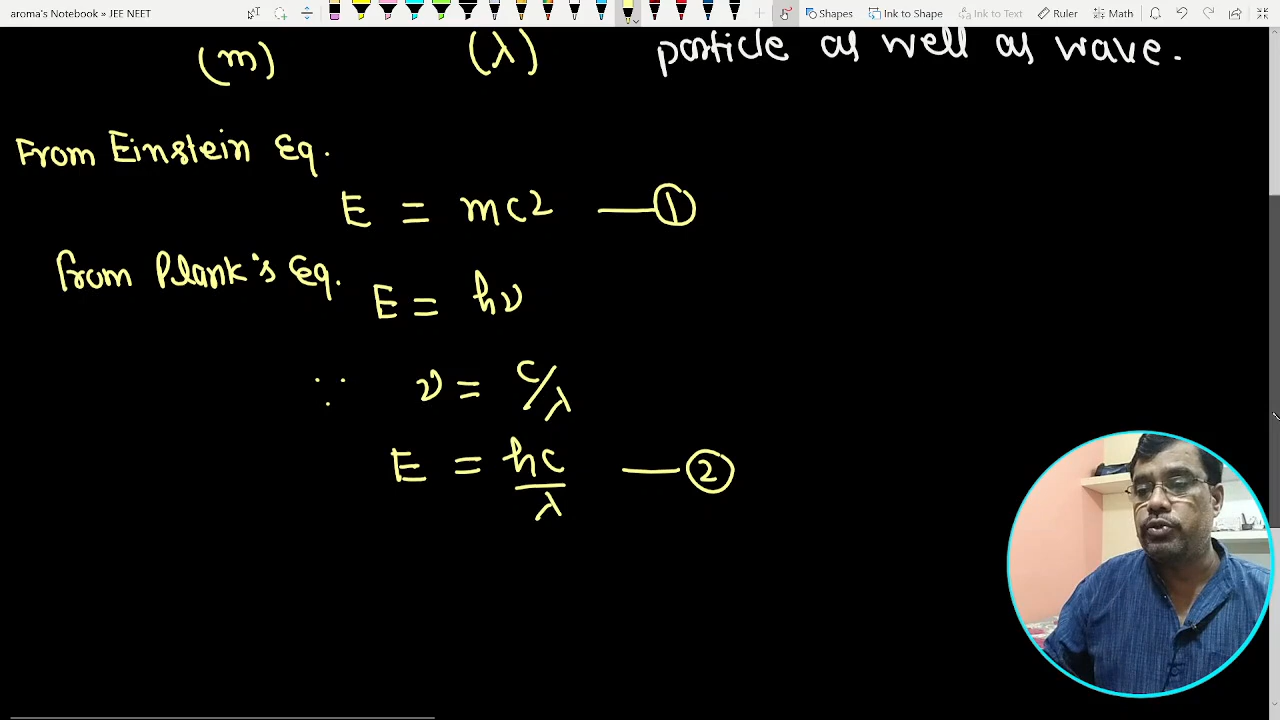 aroma's Notebook » JEE NEET
Shapes Ink to Shape Ink to Text Ruler Math
(m) (λ) particle as well as wave.
From Einstein Eq.
E = mc2 —①
from Plank's Eq.
E = hν
∵ ν = c/λ
E = hc/λ —②